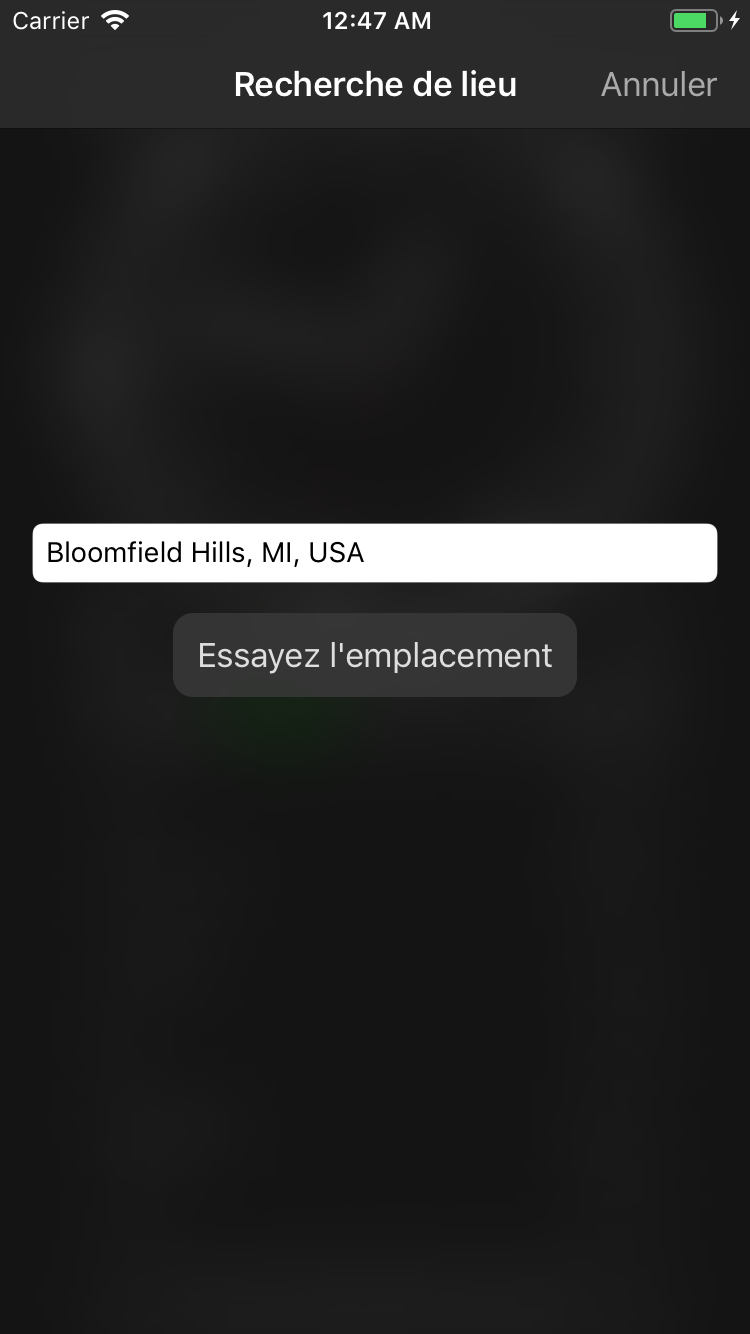 Carrier 12:47 AM
Recherche de lieu Annuler
Bloomfield Hills, MI, USA
Essayez l'emplacement